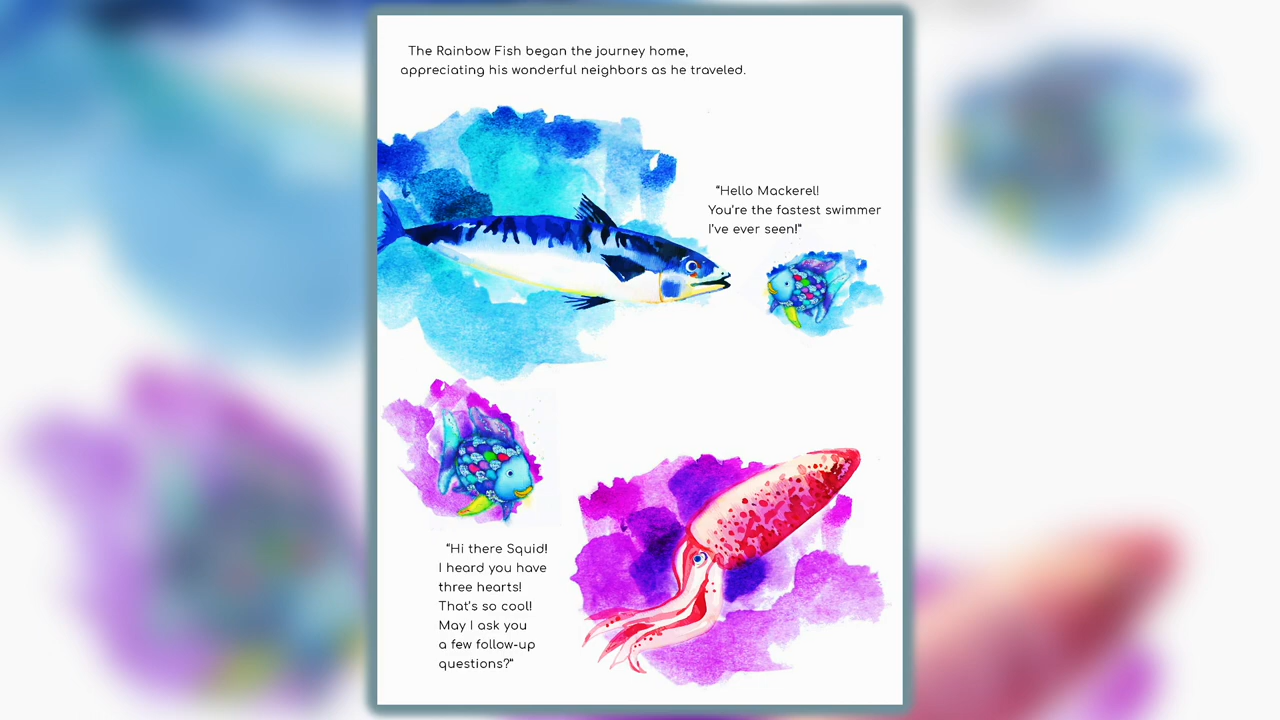 The Rainbow Fish began the journey home,
appreciating his wonderful neighbors as he traveled.
“Hello Mackerel!
You're the fastest swimmer
I've ever seen!”
“Hi there Squid!
I heard you have
three hearts!
That's so cool!
May I ask you
a few follow-up
questions?”